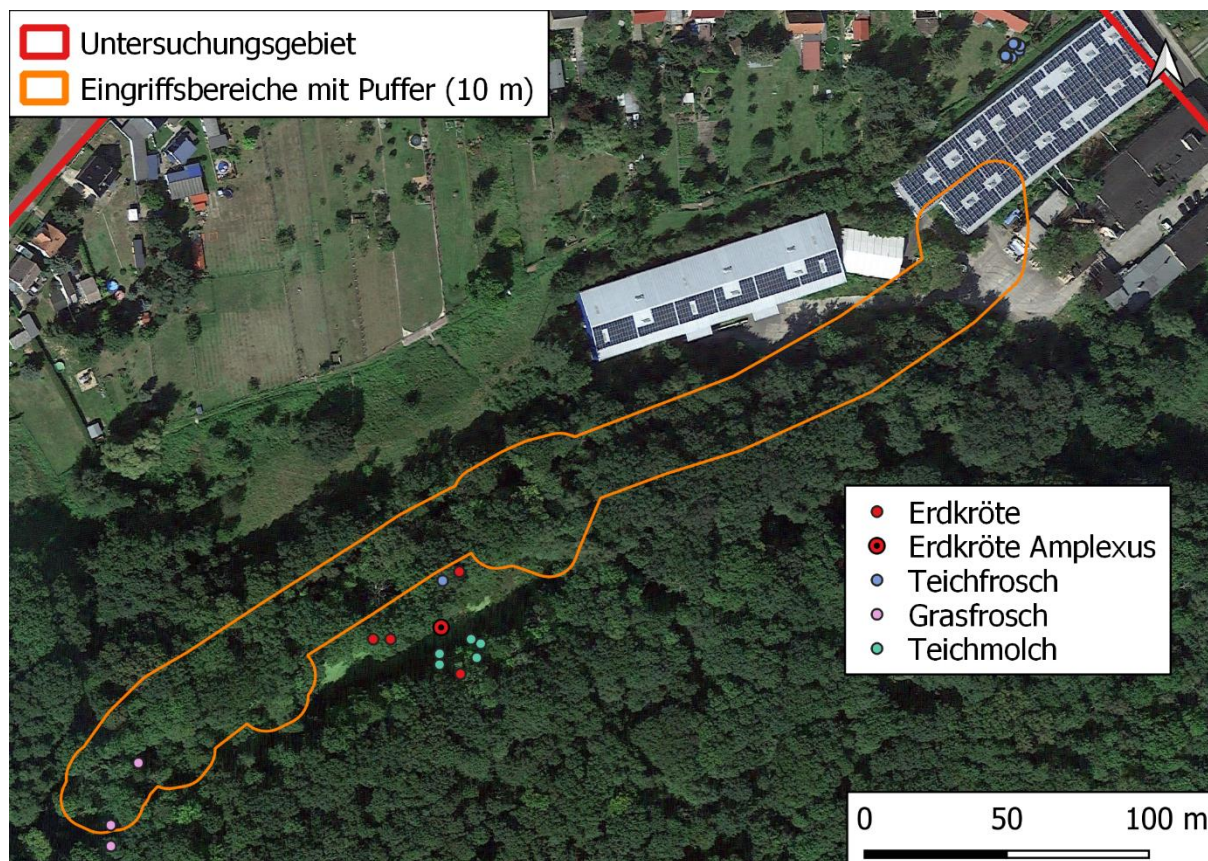 Untersuchungsgebiet
Eingriffsbereiche mit Puffer (10 m)
Erdkröte
Erdkröte Amplexus
Teichfrosch
Grasfrosch
Teichmolch
0 50 100 m